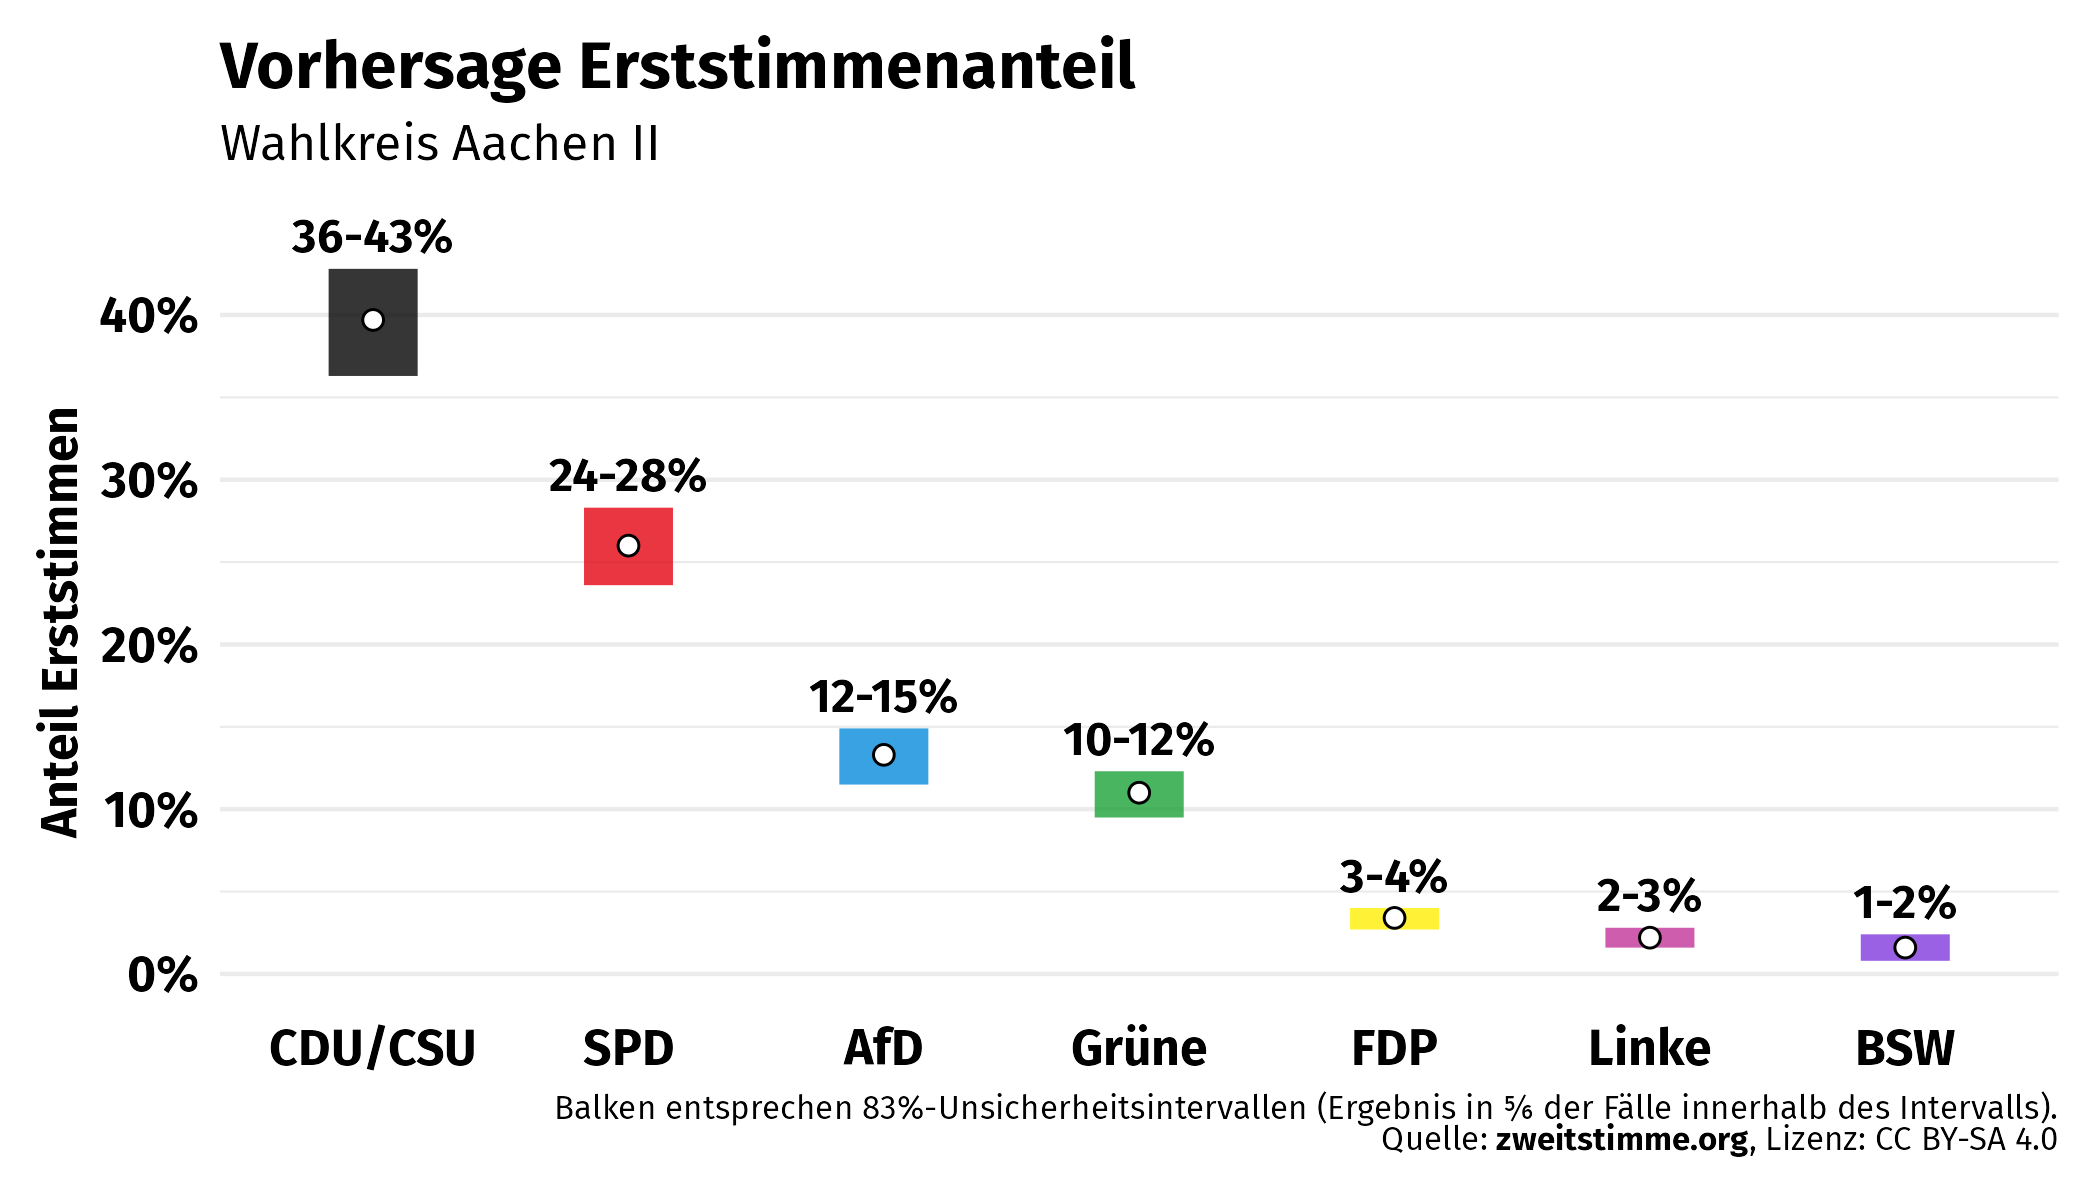 Vorhersage Erststimmenanteil
Wahlkreis Aachen II
36-43%
40%
24-28%
30%
20%
12-15%
10-12%
10%
3-4%
2-3%
1-2%
0%
Anteil Erststimmen
CDU/CSU SPD AfD Grüne FDP Linke BSW
Balken entsprechen 83%-Unsicherheitsintervallen (Ergebnis in ⅚ der Fälle innerhalb des Intervalls).
Quelle: zweitstimme.org, Lizenz: CC BY-SA 4.0